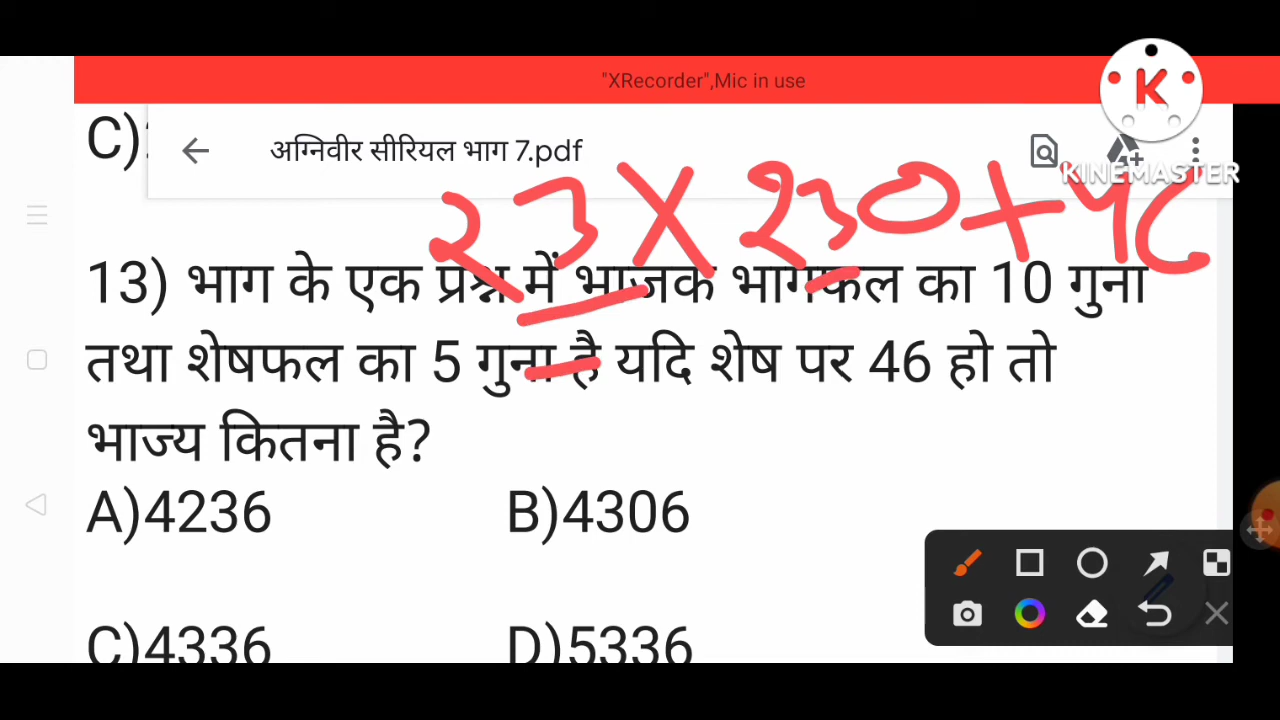 "XRecorder",Mic in use
K
KINEMASTER
C)
अग्निवीर सीरियल भाग 7.pdf
23 X 230 +
13) भाग के एक प्रश्न में भाजक भागफल का 10 गुना
तथा शेषफल का 5 गुना है यदि शेष पर 46 हो तो
भाज्य कितना है?
A)4236 B)4306
C)4336 D)5336